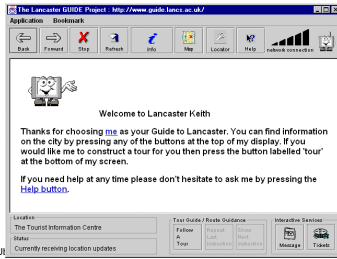 The Lancaster GUIDE Project : http://www.guide.lancs.ac.uk/
Application Bookmark
Back Forward Stop Refresh Info Map Locator Help network connection
Welcome to Lancaster Keith
Thanks for choosing me as your Guide to Lancaster. You can find information
on the city by pressing any of the buttons at the top of my display. If you
would like me to construct a tour for you then press the button labelled 'tour'
at the bottom of my screen.
If you need help at any time please don't hesitate to ask me by pressing the
Help button.
Location
The Tourist Information Centre
Status
Currently receiving location updates
Tour Guide / Route Guidance
Follow A Tour
Repeat Last Instruction
Show Next Instruction
Interactive Services
Message Tickets